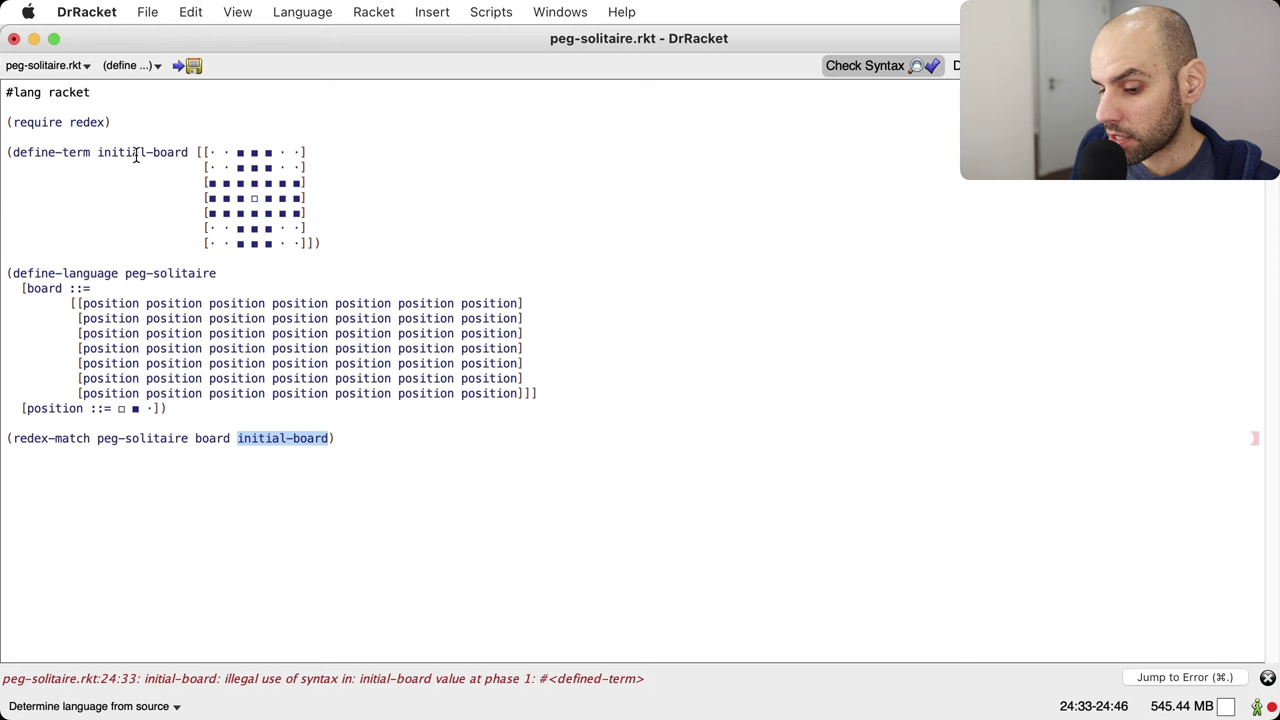 DrRacket File Edit View Language Racket Insert Scripts Windows Help
peg-solitaire.rkt - DrRacket
peg-solitaire.rkt▾ (define ...)▾ Check Syntax D
#lang racket
(require redex)
(define-term initial-board [[· · ■ ■ ■ · ·]
[· · ■ ■ ■ · ·]
[■ ■ ■ ■ ■ ■ ■]
[■ ■ ■ □ ■ ■ ■]
[■ ■ ■ ■ ■ ■ ■]
[· · ■ ■ ■ · ·]
[· · ■ ■ ■ · ·]])
(define-language peg-solitaire
[board ::=
[[position position position position position position position]
[position position position position position position position]
[position position position position position position position]
[position position position position position position position]
[position position position position position position position]
[position position position position position position position]
[position position position position position position position]]]
[position ::= □ ■ ·])
(redex-match peg-solitaire board initial-board)
peg-solitaire.rkt:24:33: initial-board: illegal use of syntax in: initial-board value at phase 1: #<defined-term>
Jump to Error (⌘.)
Determine language from source ▾ 24:33-24:46 545.44 MB